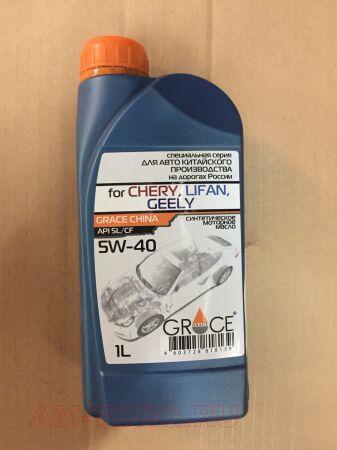 специальная серия
ДЛЯ АВТО КИТАЙСКОГО
ПРОИЗВОДСТВА
на дорогах России
for CHERY, LIFAN,
GEELY
GRACE CHINA
API SL/CF
СИНТЕТИЧЕСКОЕ
МОТОРНОЕ
МАСЛО
5W-40
GRACE
GRACE
1L